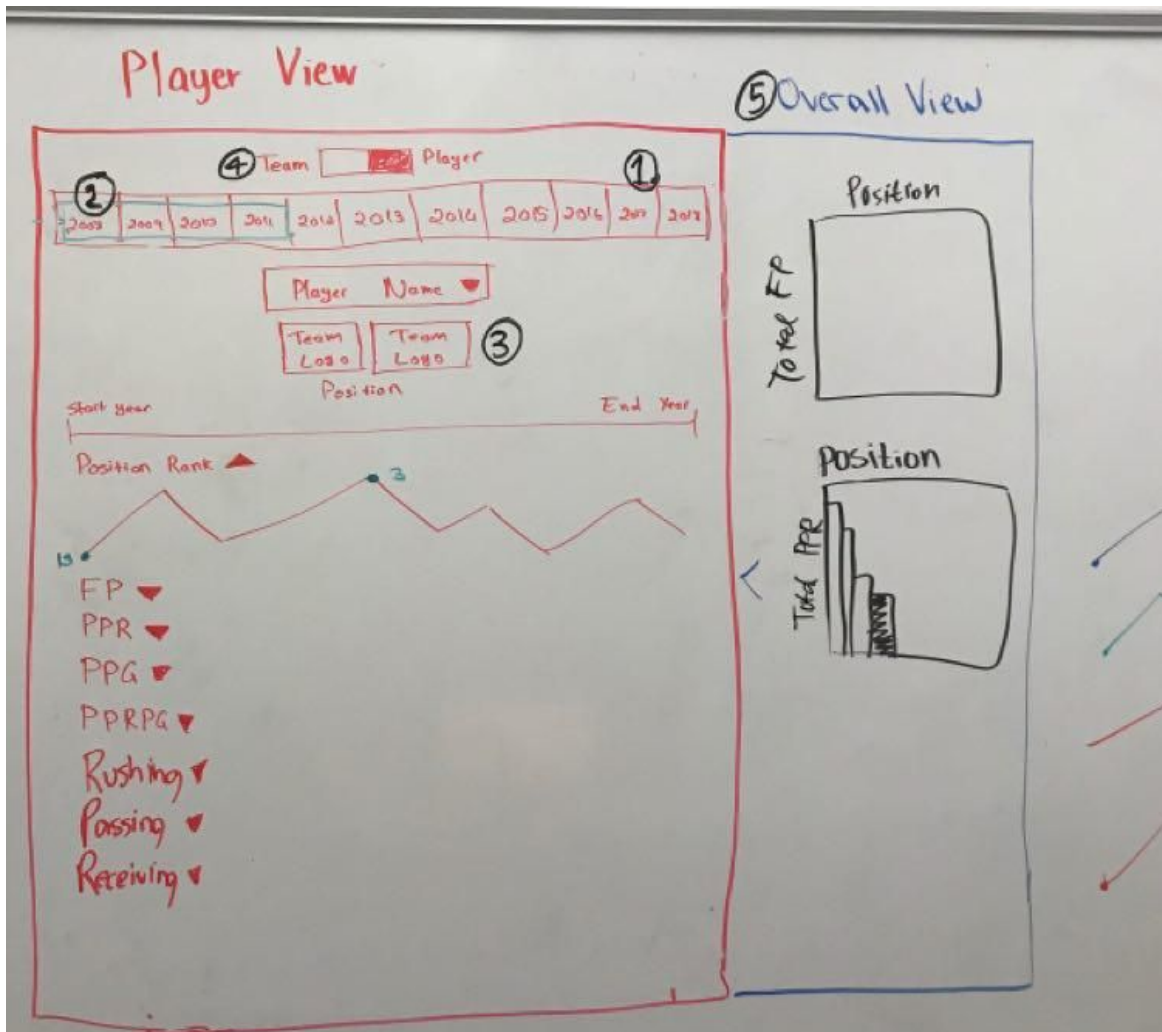 Player View
⑤ Overall View
④ Team Player
①
②
2008 2009 2010 2011 2012 2013 2014 2015 2016 2017 2018
Player Name
Team Logo Team Logo
③
Position
Start year End Year
Position Rank
3
13
FP
PPR
PPG
PPRPG
Rushing
Passing
Receiving
Position
Total FP
Position
Total PPR